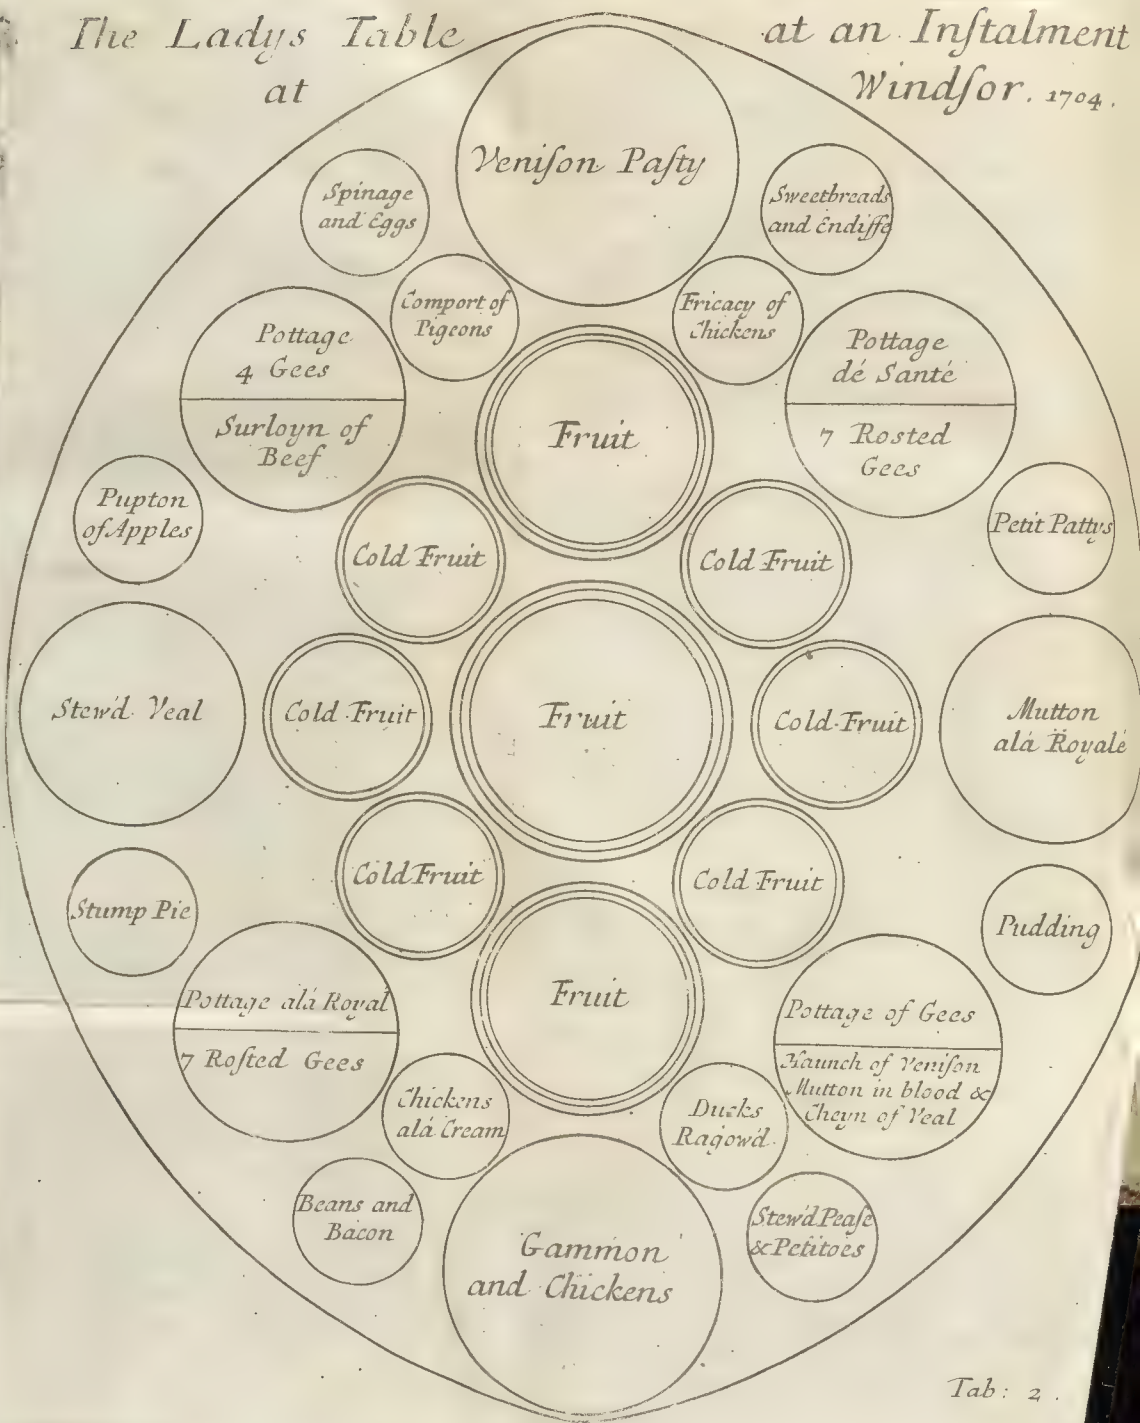 The Ladys Table at an Inſtalment
at Windſor. 1704.
Veniſon Paſty
Spinage
and Eggs
Sweetbreads
and Endiffe
Comport of
Pigeons
Fricacy of
Chickens
Pottage
4 Gees
Surloyn of
Beef
Fruit
Pottage
dé Santé
7 Rosted
Gees
Pupton
of Apples
Cold Fruit
Cold Fruit
Petit Pattys
Stew'd Veal
Cold Fruit
Fruit
Cold Fruit
Mutton
alá Royalé
Stump Pie
Cold Fruit
Cold Fruit
Pudding
Pottage alá Royal
7 Roſted Gees
Fruit
Pottage of Gees
Haunch of Veniſon
Mutton in blood &
Cheyn of Veal
Chickens
alá Cream
Ducks
Ragow'd
Beans and
Bacon
Gammon
and Chickens
Stew'd Peaſe
& Petitoes
Tab: 2.